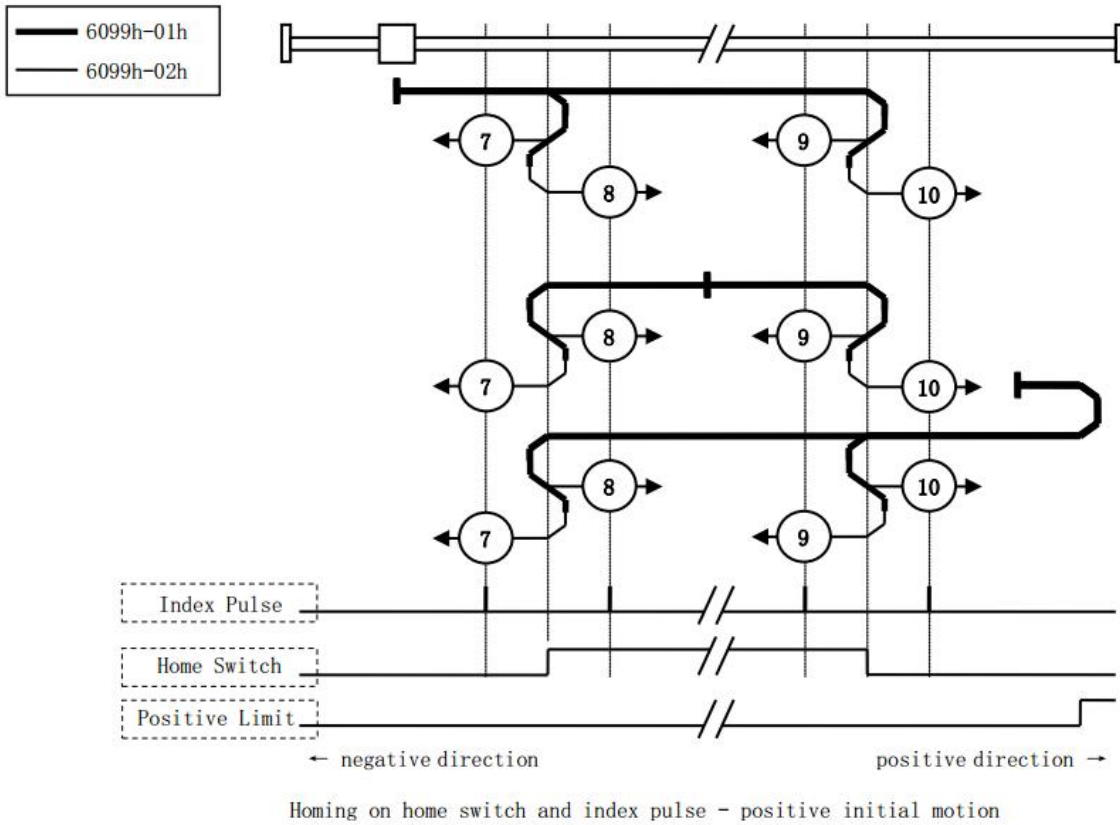 6099h-01h
6099h-02h
7
9
8
10
8
9
7
10
8
10
7
9
Index Pulse
Home Switch
Positive Limit
← negative direction
positive direction →
Homing on home switch and index pulse - positive initial motion